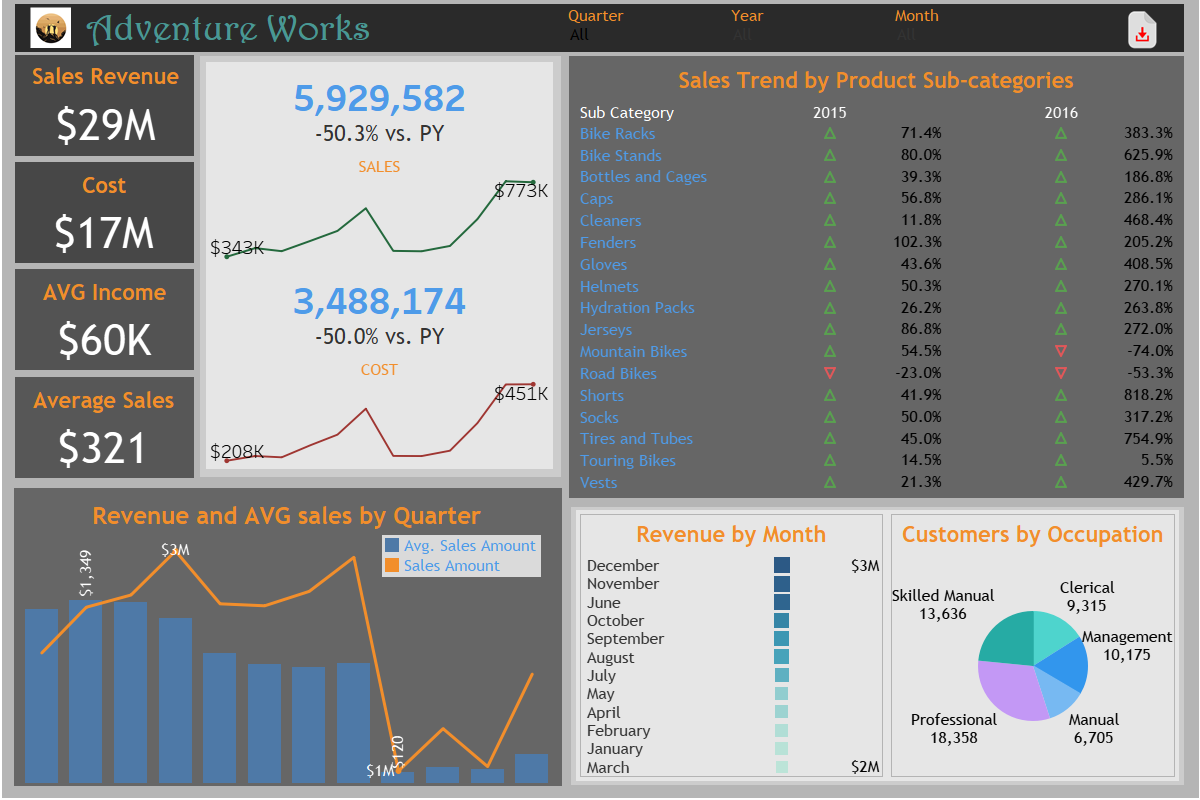 Adventure Works
Quarter
All
Year
All
Month
All
Sales Revenue
$29M
Cost
$17M
AVG Income
$60K
Average Sales
$321
5,929,582
-50.3% vs. PY
SALES
$773K
$343K
3,488,174
-50.0% vs. PY
COST
$451K
$208K
Sales Trend by Product Sub-categories
Sub Category 2015 2016
Bike Racks 71.4% 383.3%
Bike Stands 80.0% 625.9%
Bottles and Cages 39.3% 186.8%
Caps 56.8% 286.1%
Cleaners 11.8% 468.4%
Fenders 102.3% 205.2%
Gloves 43.6% 408.5%
Helmets 50.3% 270.1%
Hydration Packs 26.2% 263.8%
Jerseys 86.8% 272.0%
Mountain Bikes 54.5% -74.0%
Road Bikes -23.0% -53.3%
Shorts 41.9% 818.2%
Socks 50.0% 317.2%
Tires and Tubes 45.0% 754.9%
Touring Bikes 14.5% 5.5%
Vests 21.3% 429.7%
Revenue and AVG sales by Quarter
Avg. Sales Amount
Sales Amount
$1,349
$3M
$120
$1M
Revenue by Month
December $3M
November
June
October
September
August
July
May
April
February
January
March $2M
Customers by Occupation
Clerical
9,315
Skilled Manual
13,636
Management
10,175
Professional
18,358
Manual
6,705